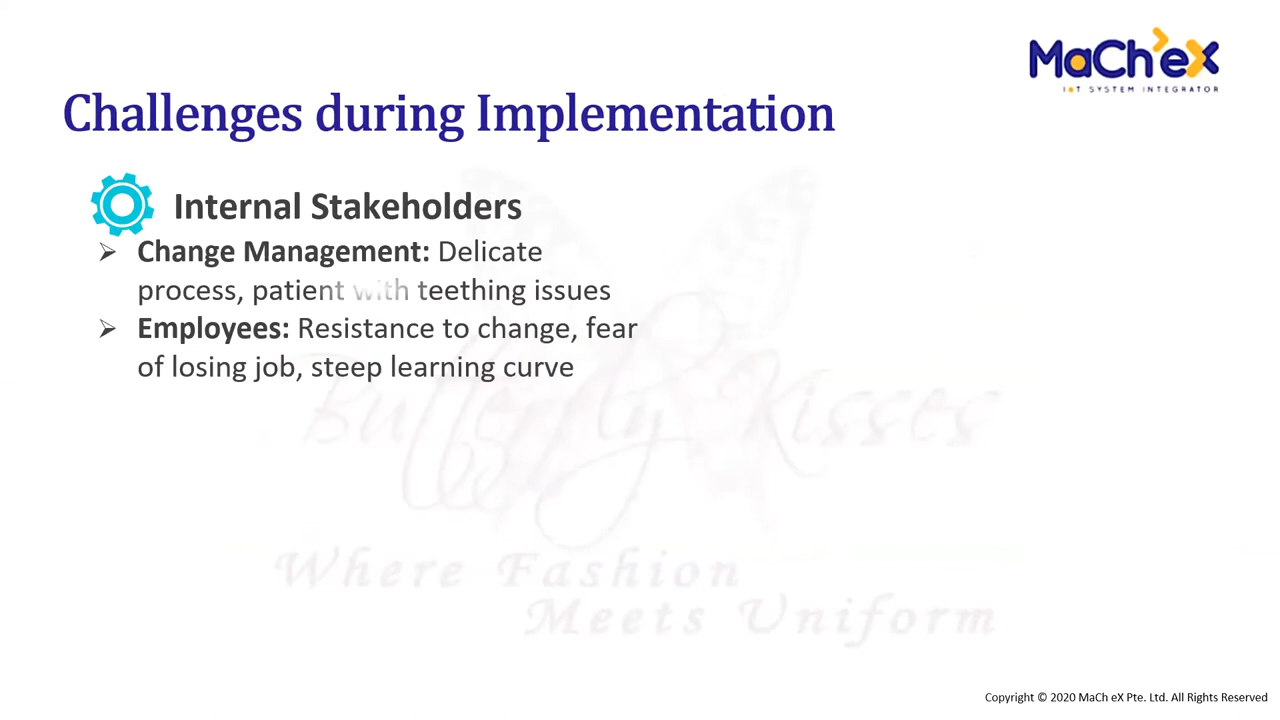 MaCh'eX
IoT SYSTEM INTEGRATOR
Challenges during Implementation
Internal Stakeholders
Change Management: Delicate
process, patient with teething issues
Employees: Resistance to change, fear
of losing job, steep learning curve
Butterfly Kisses
Where Fashion
Meets Uniform
Copyright © 2020 MaCh eX Pte. Ltd. All Rights Reserved